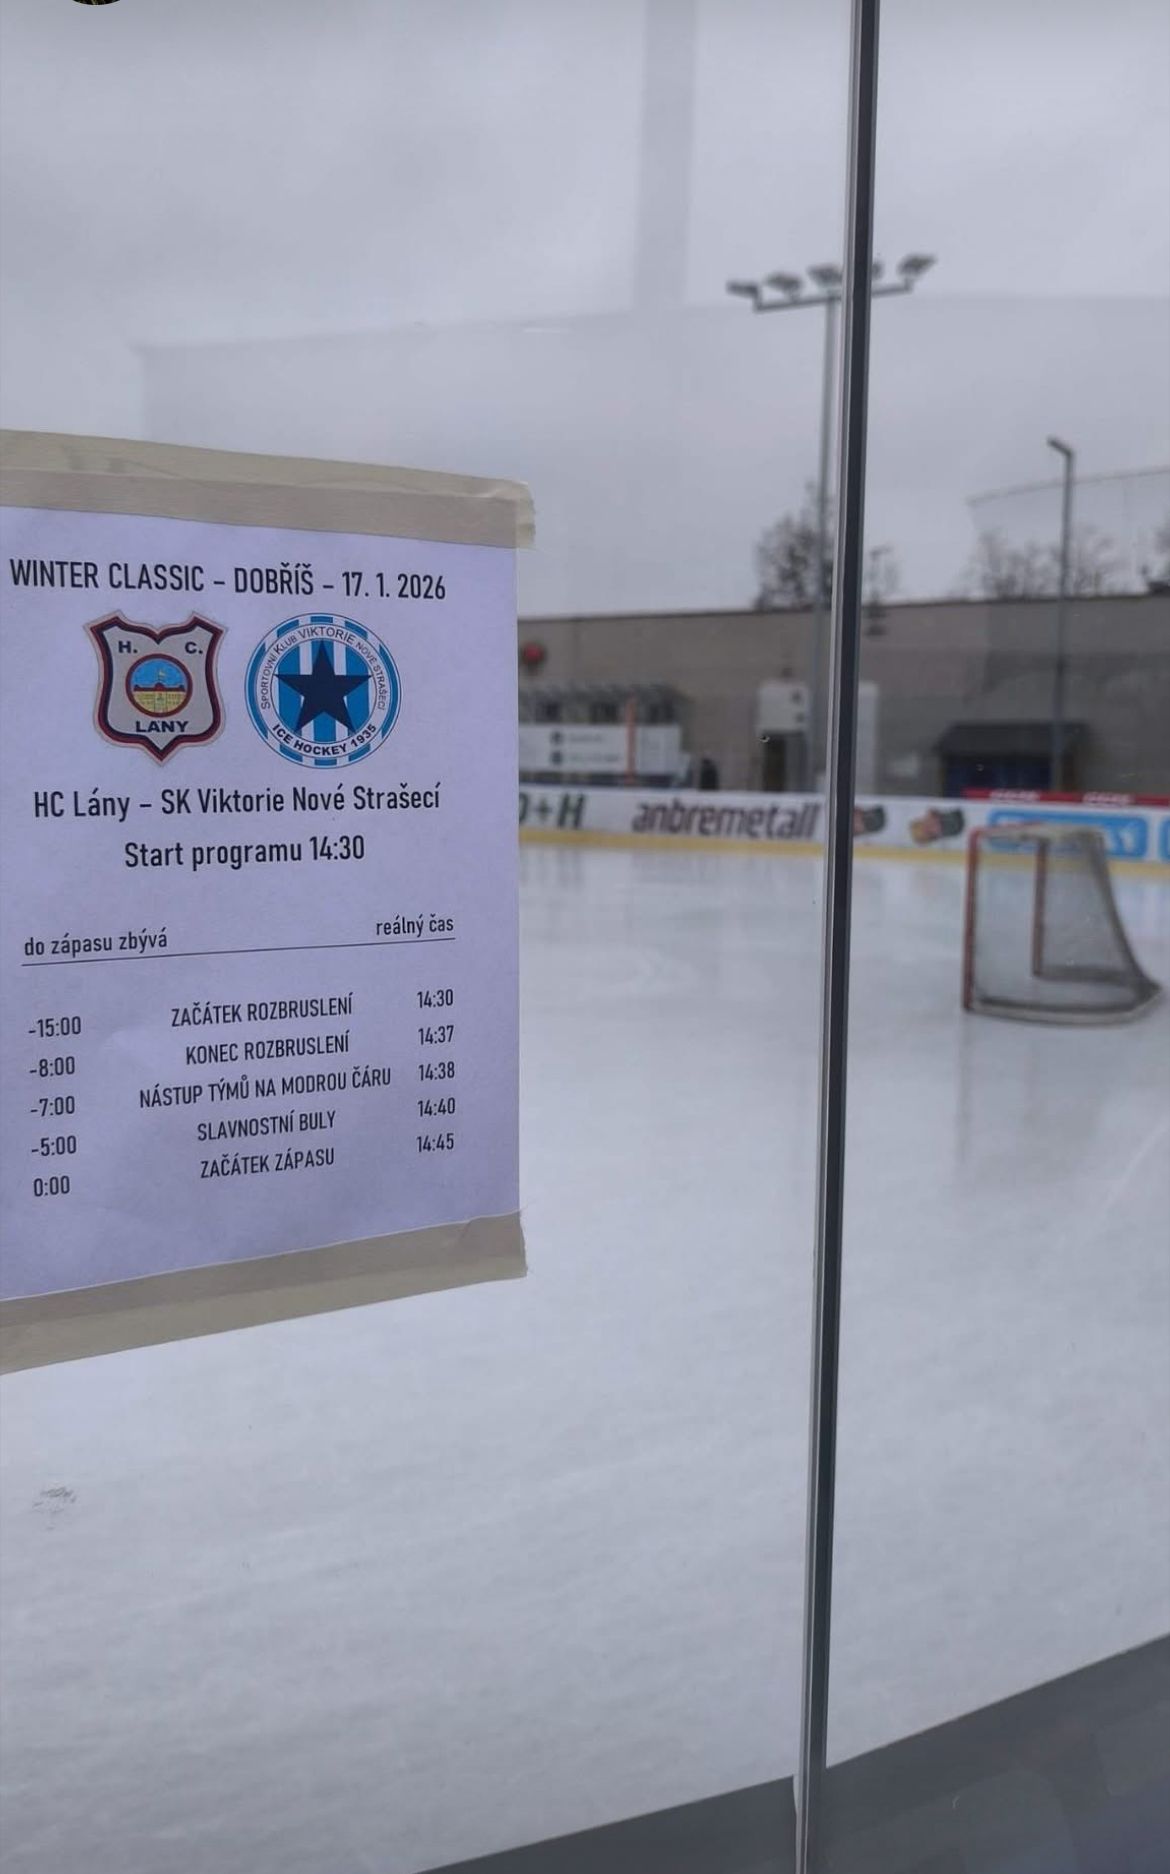 WINTER CLASSIC – DOBŘÍŠ – 17. 1. 2026
H. C.
LÁNY
SPORTOVNÍ KLUB VIKTORIE NOVÉ STRAŠECÍ
ICE HOCKEY 1935
HC Lány – SK Viktorie Nové Strašecí
Start programu 14:30
do zápasu zbývá reálný čas
-15:00 ZAČÁTEK ROZBRUSLENÍ 14:30
-8:00 KONEC ROZBRUSLENÍ 14:37
-7:00 NÁSTUP TÝMŮ NA MODROU ČÁRU 14:38
-5:00 SLAVNOSTNÍ BULY 14:40
0:00 ZAČÁTEK ZÁPASU 14:45
+H anbremetall